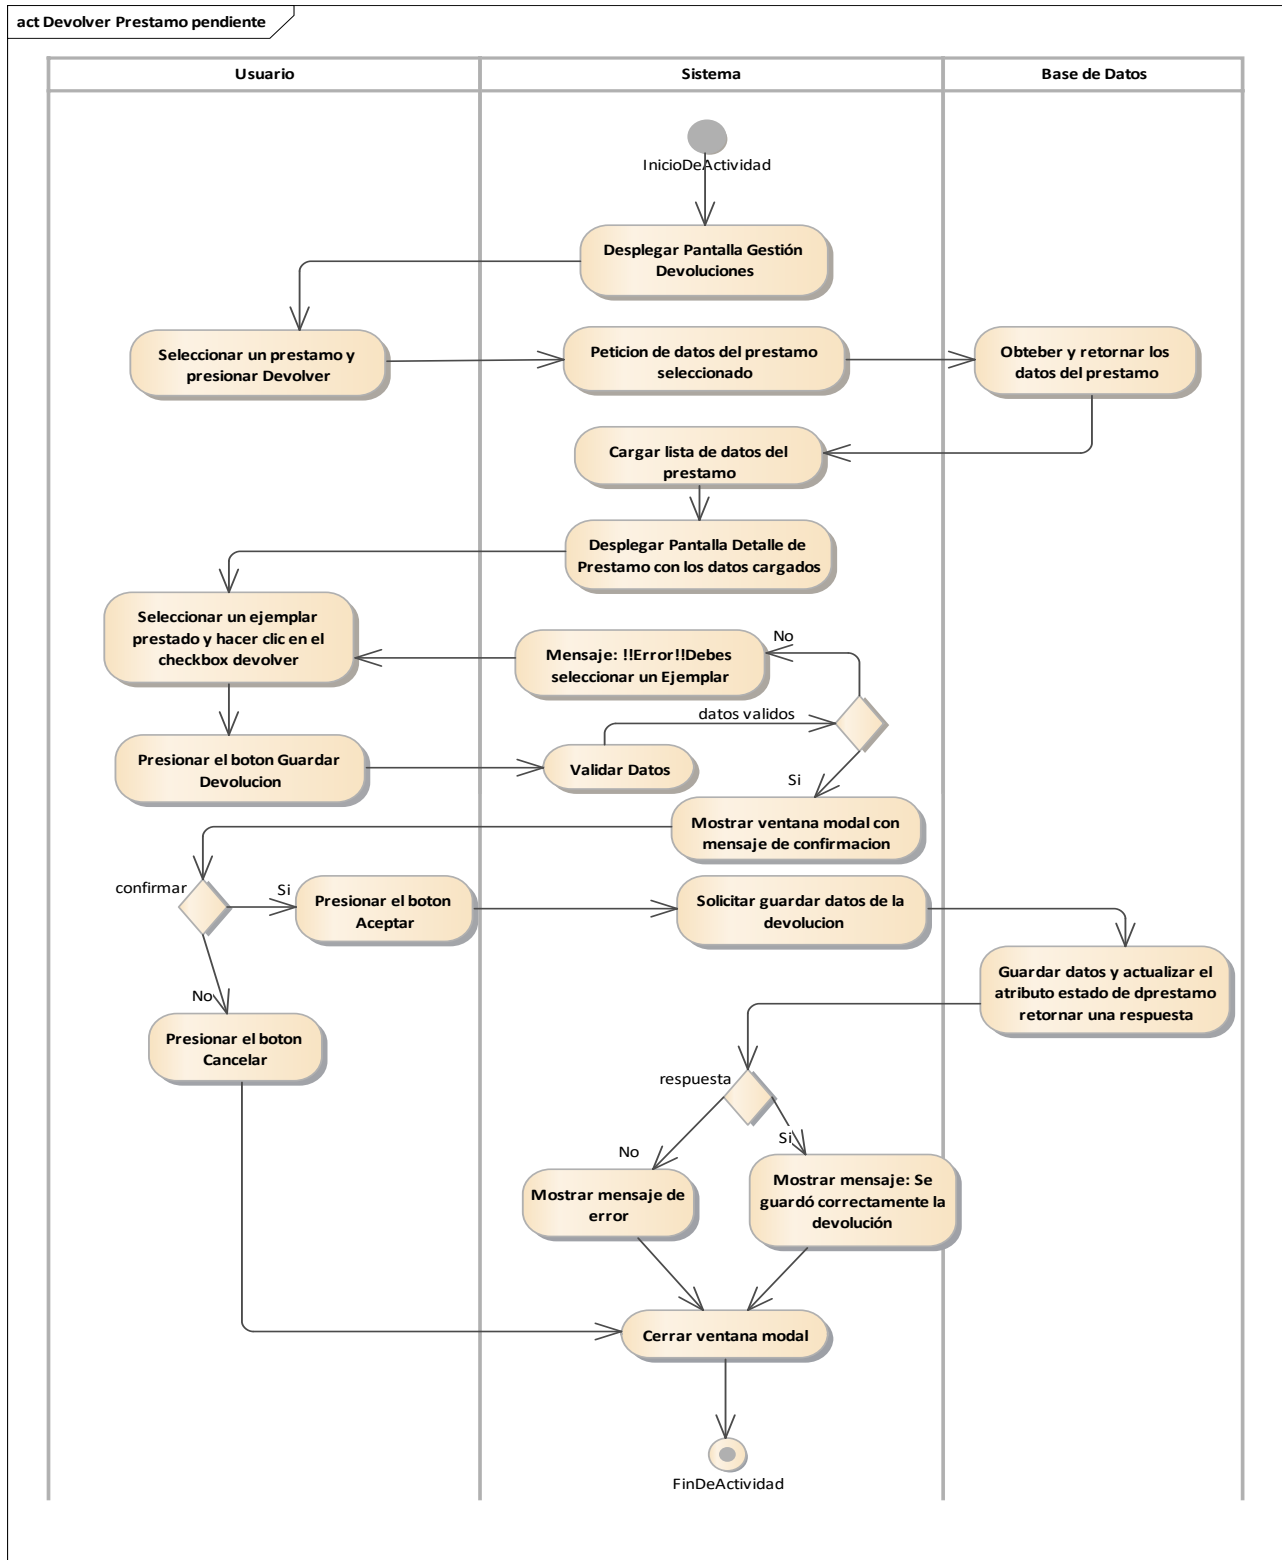 act Devolver Prestamo pendiente
Usuario
Sistema
Base de Datos
InicioDeActividad
Desplegar Pantalla Gestión
Devoluciones
Seleccionar un prestamo y
presionar Devolver
Peticion de datos del prestamo
seleccionado
Obteber y retornar los
datos del prestamo
Cargar lista de datos del
prestamo
Desplegar Pantalla Detalle de
Prestamo con los datos cargados
Seleccionar un ejemplar
prestado y hacer clic en el
checkbox devolver
Mensaje: !!Error!!Debes
seleccionar un Ejemplar
No
datos validos
Presionar el boton Guardar
Devolucion
Validar Datos
Si
Mostrar ventana modal con
mensaje de confirmacion
confirmar
Si
Presionar el boton
Aceptar
Solicitar guardar datos de la
devolucion
Guardar datos y actualizar el
atributo estado de dprestamo
retornar una respuesta
No
Presionar el boton
Cancelar
respuesta
No
Si
Mostrar mensaje de
error
Mostrar mensaje: Se
guardó correctamente la
devolución
Cerrar ventana modal
FinDeActividad